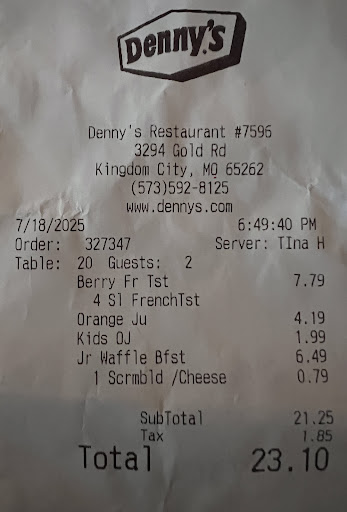 Denny's
Denny's Restaurant #7596
3294 Gold Rd
Kingdom City, MO 65262
(573)592-8125
www.dennys.com
7/18/2025 6:49:40 PM
Order: 327347 Server: TIna H
Table: 20 Guests: 2
Berry Fr Tst 7.79
4 Sl FrenchTst
Orange Ju 4.19
Kids OJ 1.99
Jr Waffle Bfst 6.49
1 Scrmbld /Cheese 0.79
SubTotal 21.25
Tax 1.85
Total 23.10